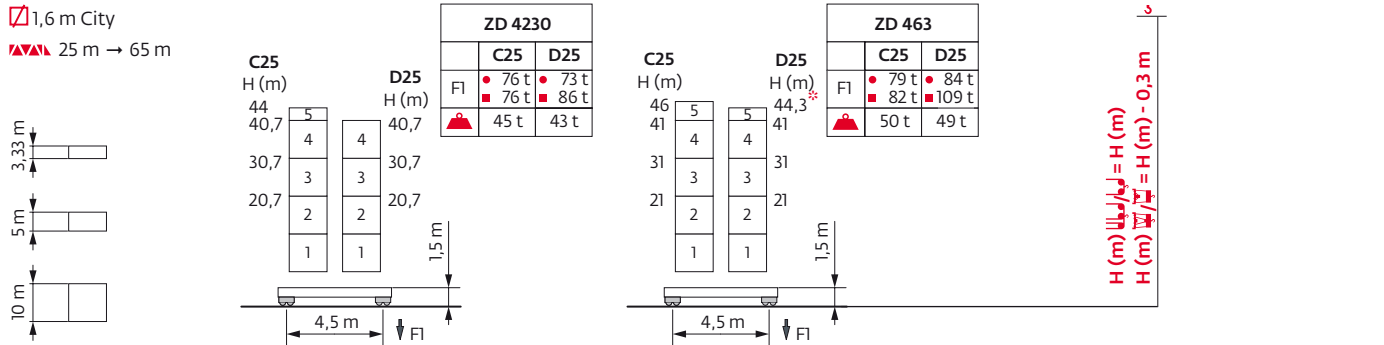 1,6 m City
25 m → 65 m
3,33 m
5 m
10 m
C25
H (m)
44
40,7
30,7
20,7
5
4
3
2
1
D25
H (m)
40,7
30,7
20,7
4
3
2
1
ZD 4230
C25 D25
F1 76 t 73 t
76 t 86 t
45 t 43 t
1,5 m
4,5 m
F1
C25
H (m)
46
41
31
21
5
4
3
2
1
D25
H (m)
44,3*
41
31
21
5
4
3
2
1
ZD 463
C25 D25
F1 79 t 84 t
82 t 109 t
50 t 49 t
1,5 m
4,5 m
F1
H (m) / = H (m)
H (m) / = H (m) - 0,3 m